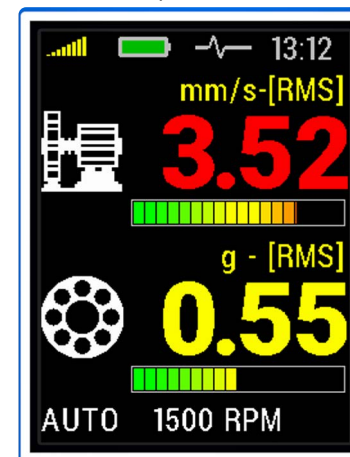 13:12
mm/s-[RMS]
3.52
g - [RMS]
0.55
AUTO 1500 RPM